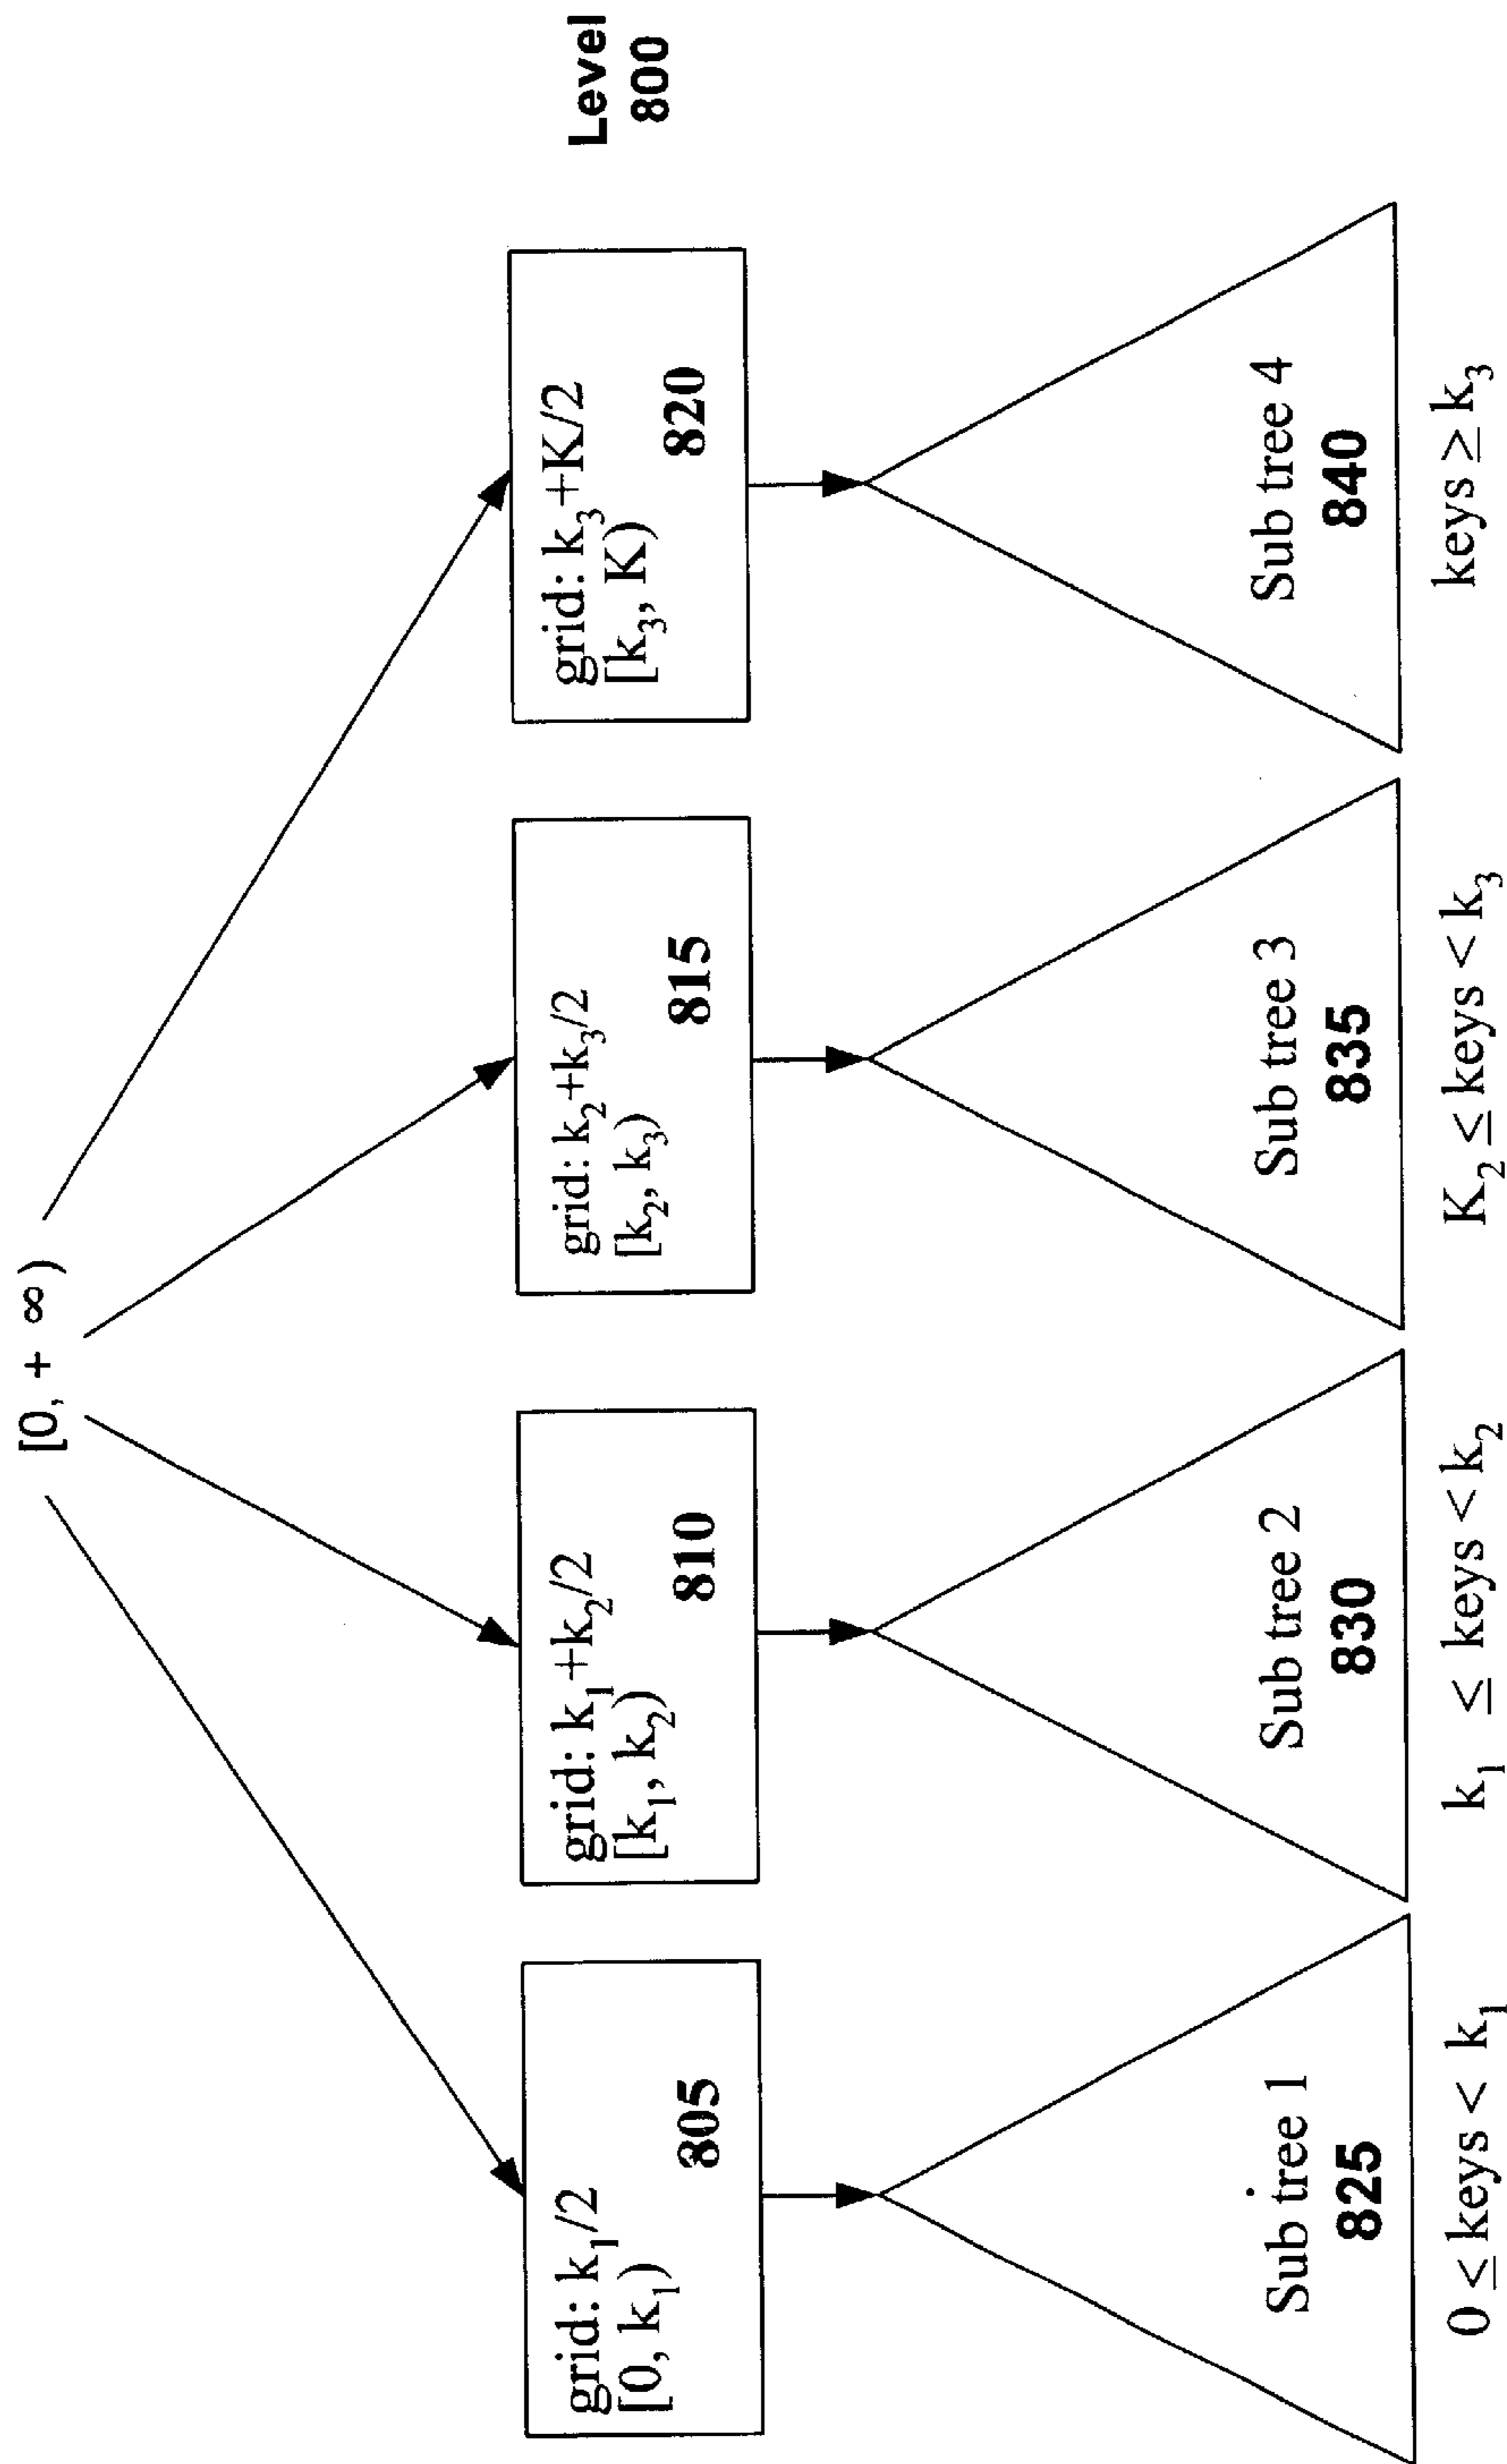 [0, + ∞)
Level
800
grid: k₁/2
[0, k₁)
805
grid: k₁+k₂/2
[k₁, k₂)
810
grid: k₂+k₃/2
[k₂, k₃)
815
grid: k₃+K/2
[k₃, K)
820
Sub tree 1
825
Sub tree 2
830
Sub tree 3
835
Sub tree 4
840
0 ≤ keys < k₁
k₁ ≤ keys < k₂
K₂ ≤ keys < k₃
keys ≥ k₃